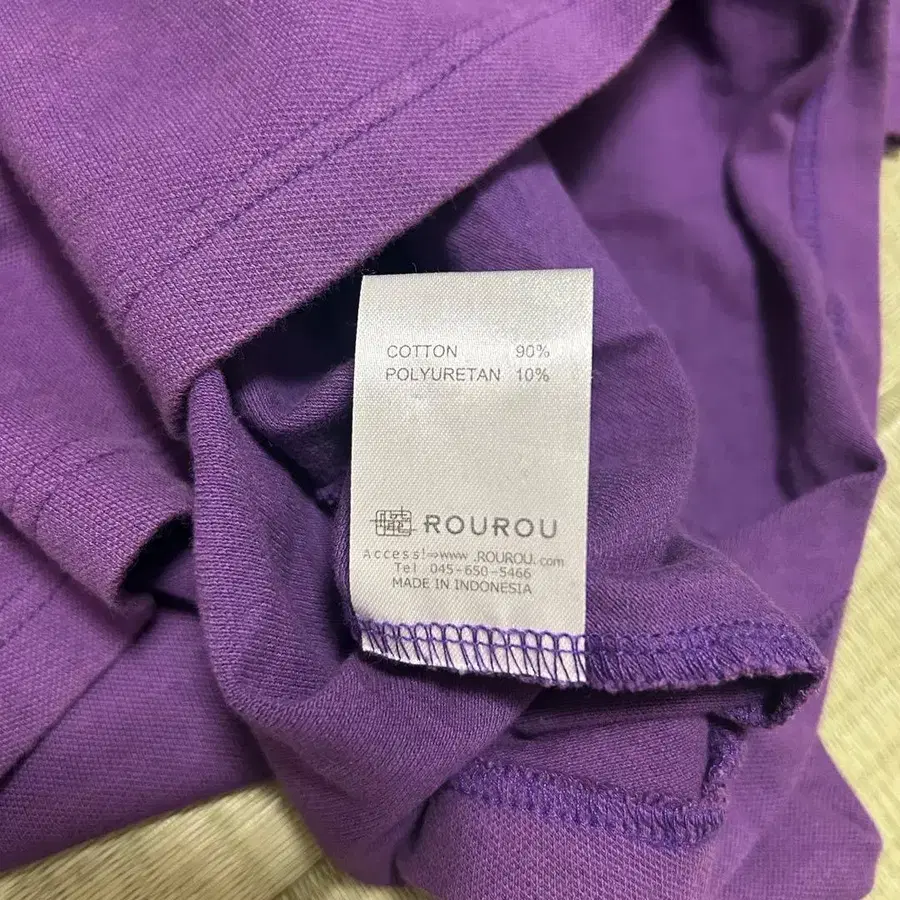 COTTON 90%
POLYURETAN 10%
ROUROU
Access!⇒www.ROUROU.com
Tel 045-650-5466
MADE IN INDONESIA